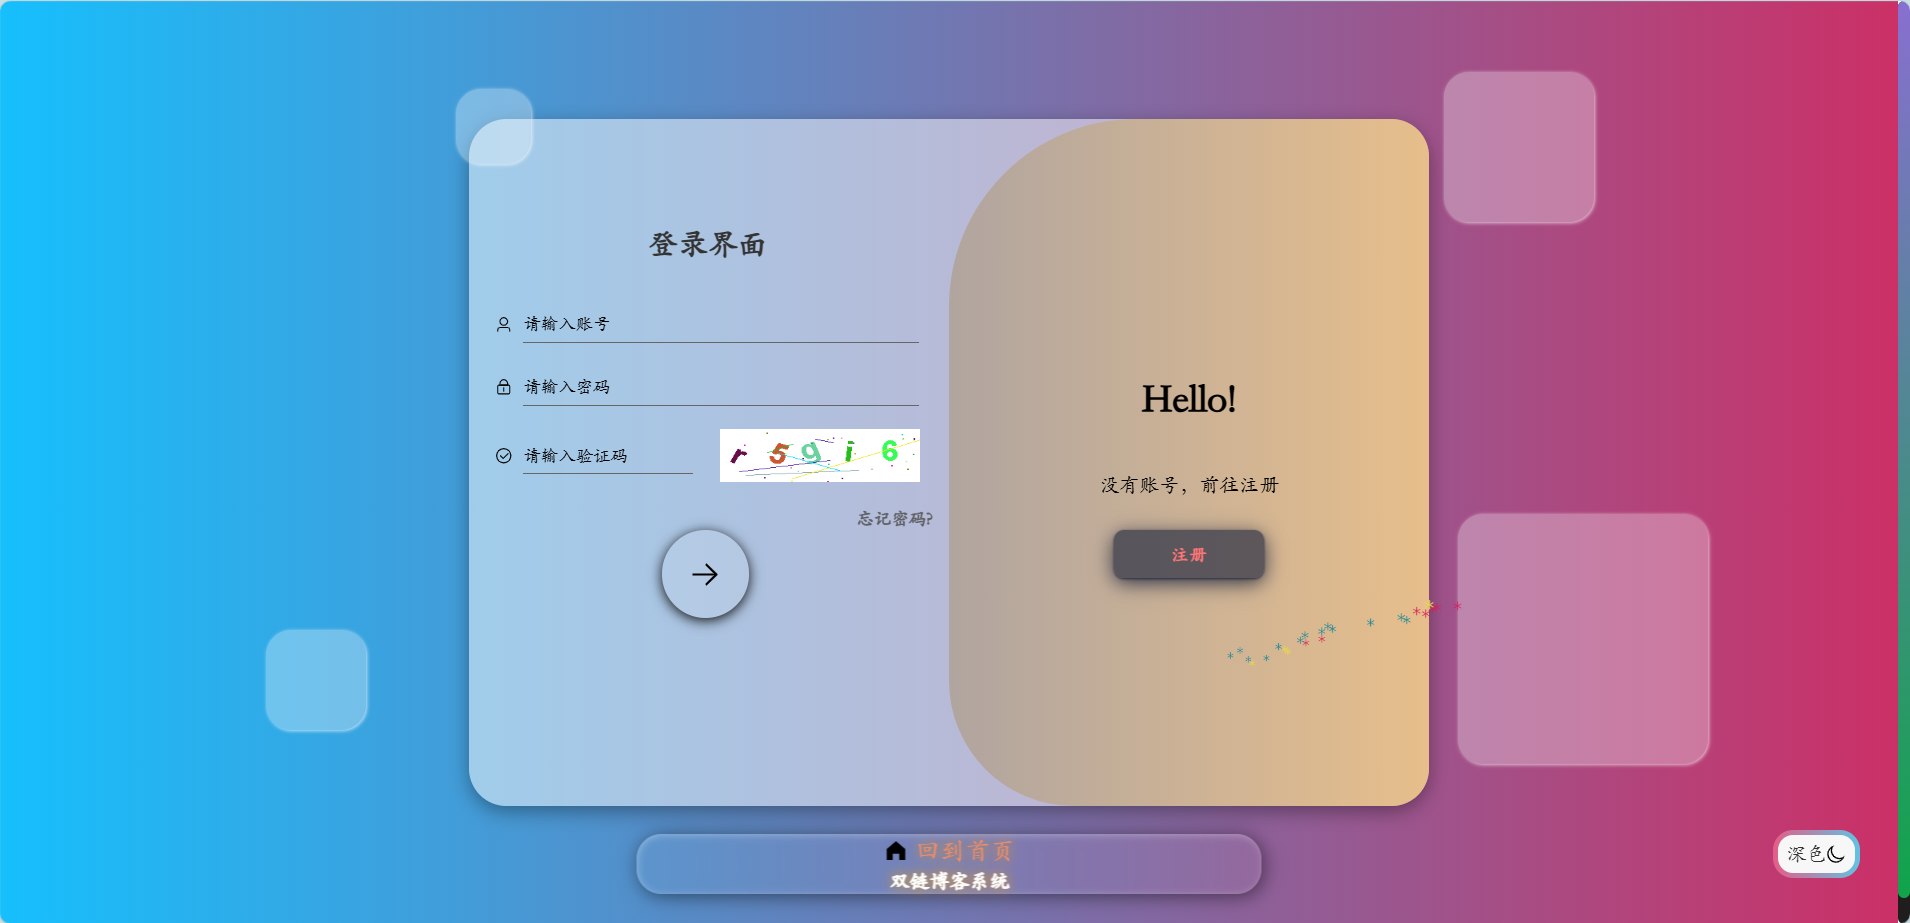 登录界面
请输入账号
请输入密码
请输入验证码
r5gi6
忘记密码?
Hello!
没有账号，前往注册
注册
回到首页
双链博客系统
深色